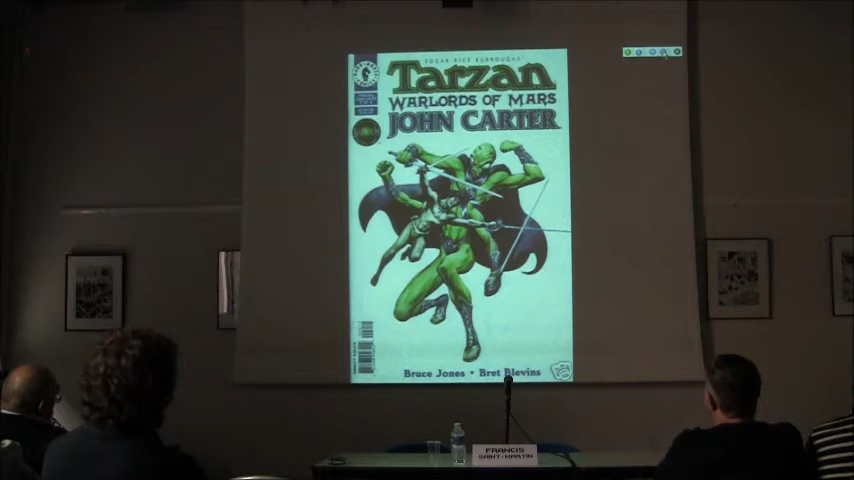 EDGAR RICE BURROUGHS
Tarzan
WARLORDS OF MARS
JOHN CARTER
Bruce Jones • Bret Blevins
FRANCIS
SAINT-MARTIN